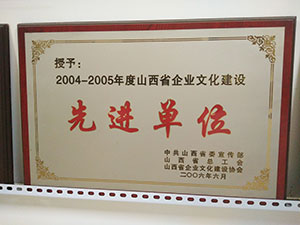 授予：
2004-2005年度山西省企业文化建设
先进单位
中共山西省委宣传部
山西省总工会
山西省企业文化建设协会
二〇〇六年六月